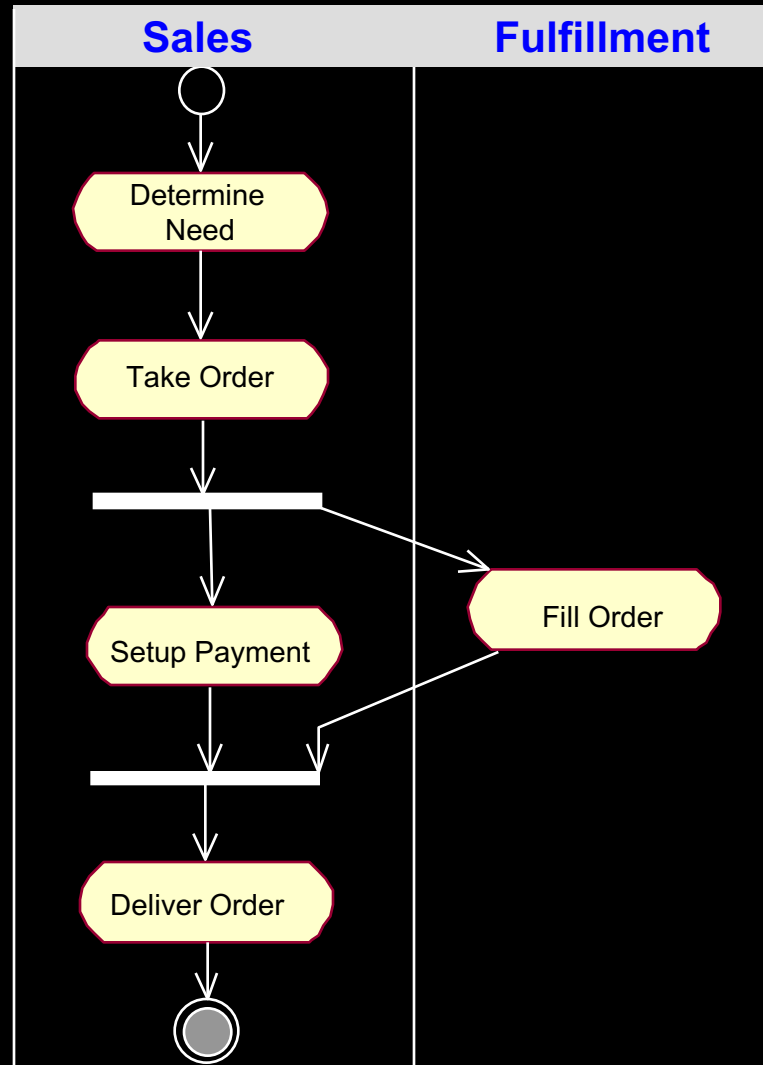 Sales
Fulfillment
Determine
Need
Take Order
Setup Payment
Fill Order
Deliver Order